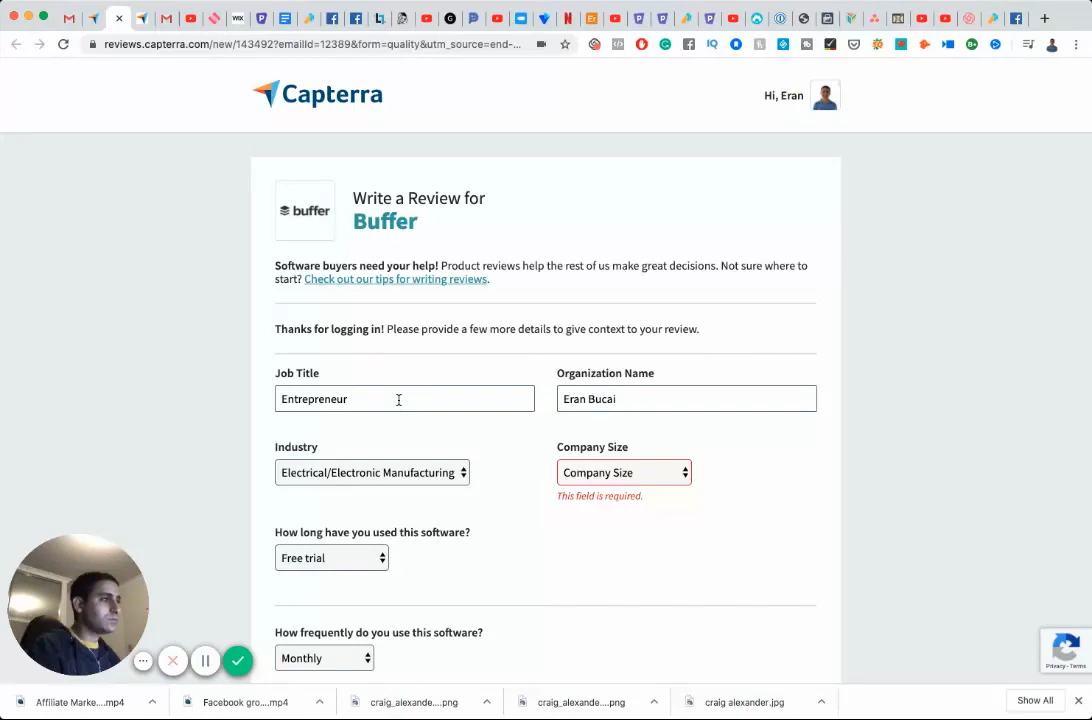 WIX
N
Er
reviews.capterra.com/new/143492?emailId=12389&form=quality&utm_source=end-...
IQ
Capterra
Hi, Eran
buffer
Write a Review for
Buffer
Software buyers need your help! Product reviews help the rest of us make great decisions. Not sure where to
start? Check out our tips for writing reviews.
Thanks for logging in! Please provide a few more details to give context to your review.
Job Title
Organization Name
Entrepreneur
Eran Bucai
Industry
Company Size
Electrical/Electronic Manufacturing
Company Size
This field is required.
How long have you used this software?
Free trial
How frequently do you use this software?
Monthly
Privacy - Terms
Affiliate Marke....mp4
Facebook gro....mp4
craig_alexande....png
craig_alexande....png
craig alexander.jpg
Show All